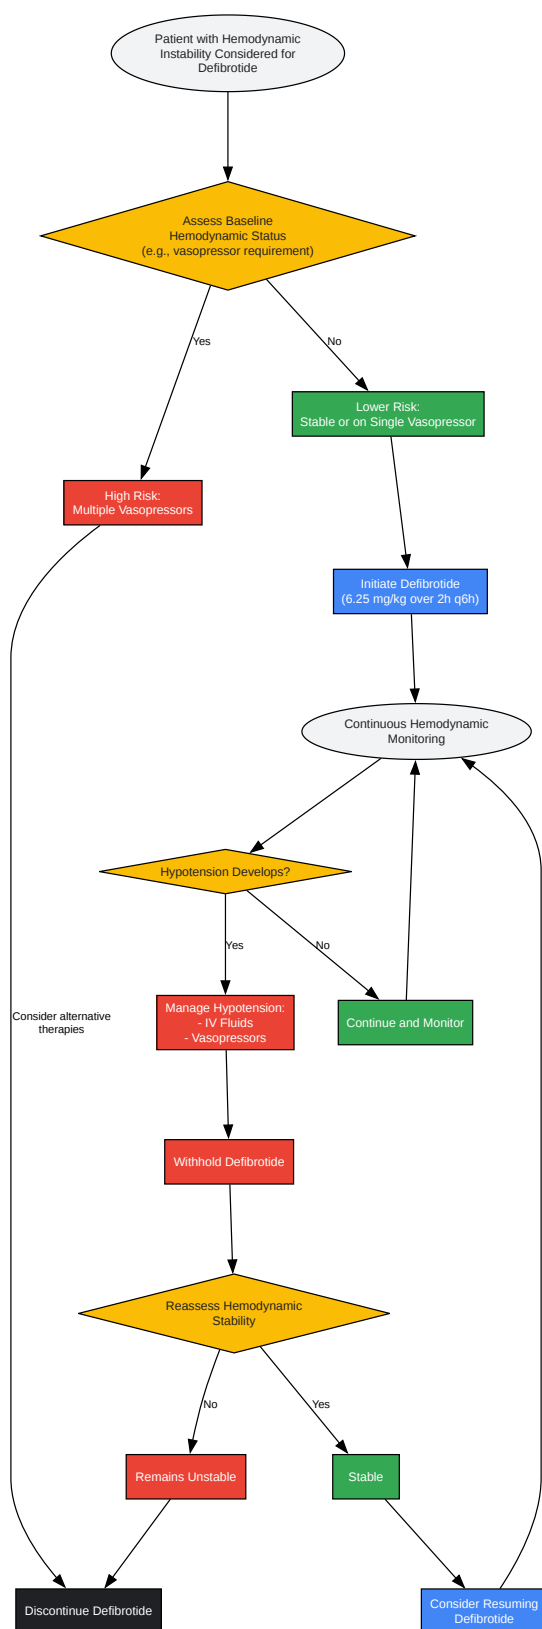 Patient with Hemodynamic
Instability Considered for
Defibrotide
Assess Baseline
Hemodynamic Status
(e.g., vasopressor requirement)
Yes
No
Lower Risk:
Stable or on Single Vasopressor
High Risk:
Multiple Vasopressors
Initiate Defibrotide
(6.25 mg/kg over 2h q6h)
Continuous Hemodynamic
Monitoring
Hypotension Develops?
Yes
No
Manage Hypotension:
- IV Fluids
- Vasopressors
Continue and Monitor
Consider alternative
therapies
Withhold Defibrotide
Reassess Hemodynamic
Stability
No
Yes
Remains Unstable
Stable
Discontinue Defibrotide
Consider Resuming
Defibrotide